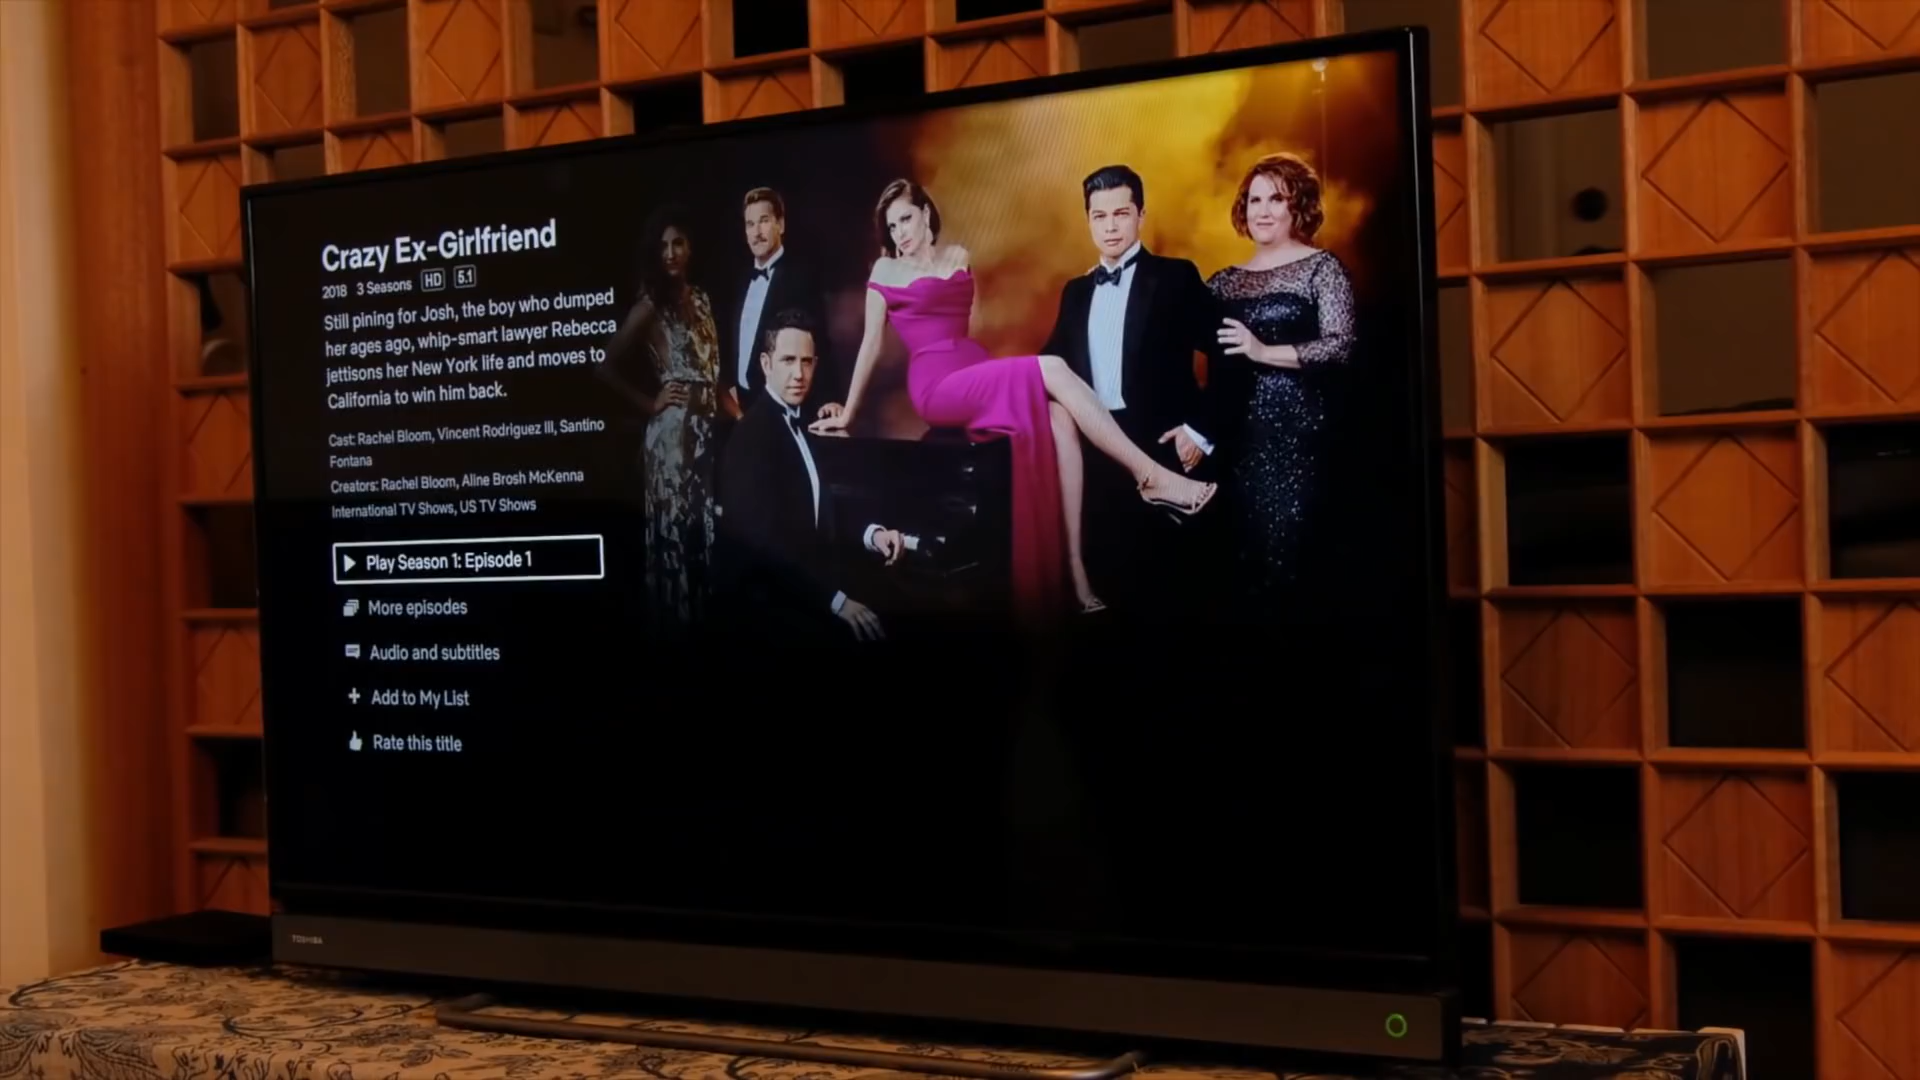 Crazy Ex-Girlfriend
2018 3 Seasons HD 5.1
Still pining for Josh, the boy who dumped
her ages ago, whip-smart lawyer Rebecca
jettisons her New York life and moves to
California to win him back.
Cast: Rachel Bloom, Vincent Rodriguez III, Santino
Fontana
Creators: Rachel Bloom, Aline Brosh McKenna
International TV Shows, US TV Shows
Play Season 1: Episode 1
More episodes
Audio and subtitles
Add to My List
Rate this title
TOSHIBA